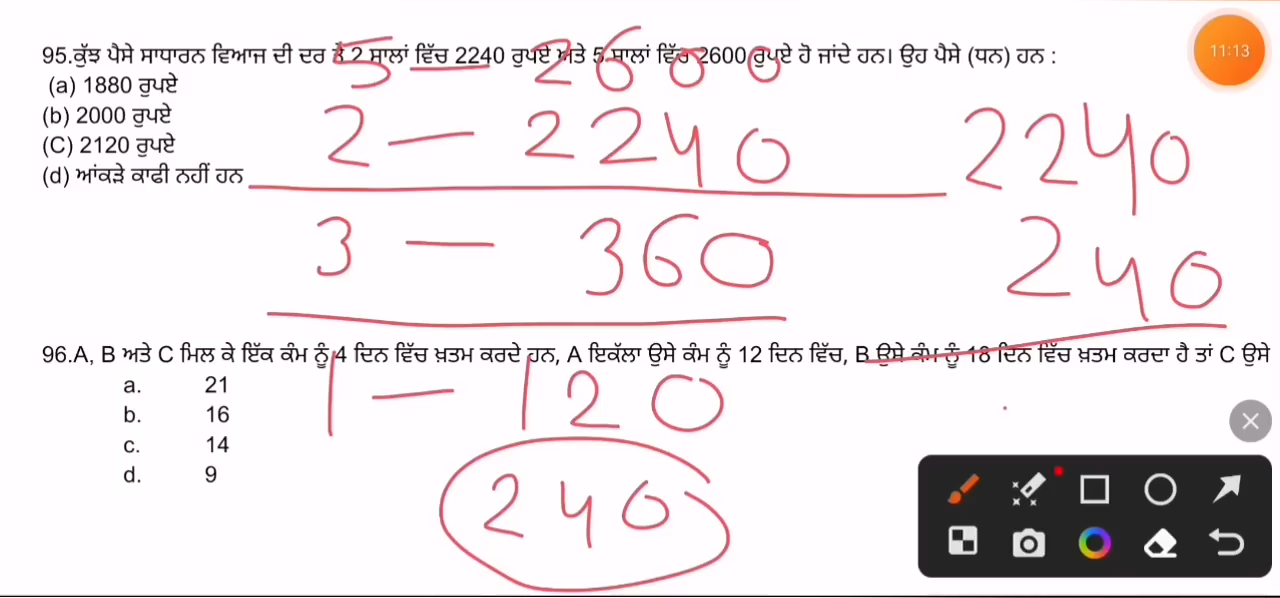 95.ਕੁੱਝ ਪੈਸੇ ਸਾਧਾਰਨ ਵਿਆਜ ਦੀ ਦਰ ਤੇ 2 ਸਾਲਾਂ ਵਿੱਚ 2240 ਰੁਪਏ ਅਤੇ 5 ਸਾਲਾਂ ਵਿੱਚ 2600 ਰੁਪਏ ਹੋ ਜਾਂਦੇ ਹਨ। ਉਹ ਪੈਸੇ (ਧਨ) ਹਨ :
11:13
5 — 2600
(a) 1880 ਰੁਪਏ
(b) 2000 ਰੁਪਏ
(C) 2120 ਰੁਪਏ
(d) ਆਂਕੜੇ ਕਾਫੀ ਨਹੀਂ ਹਨ
2 — 2240
2240
3 — 360
240
96.A, B ਅਤੇ C ਮਿਲ ਕੇ ਇੱਕ ਕੰਮ ਨੂੰ 4 ਦਿਨ ਵਿੱਚ ਖ਼ਤਮ ਕਰਦੇ ਹਨ, A ਇਕੱਲਾ ਉਸੇ ਕੰਮ ਨੂੰ 12 ਦਿਨ ਵਿੱਚ, B ਉਸੇ ਕੰਮ ਨੂੰ 18 ਦਿਨ ਵਿੱਚ ਖ਼ਤਮ ਕਰਦਾ ਹੈ ਤਾਂ C ਉਸੇ
a. 21
b. 16
c. 14
d. 9
1 — 120
240